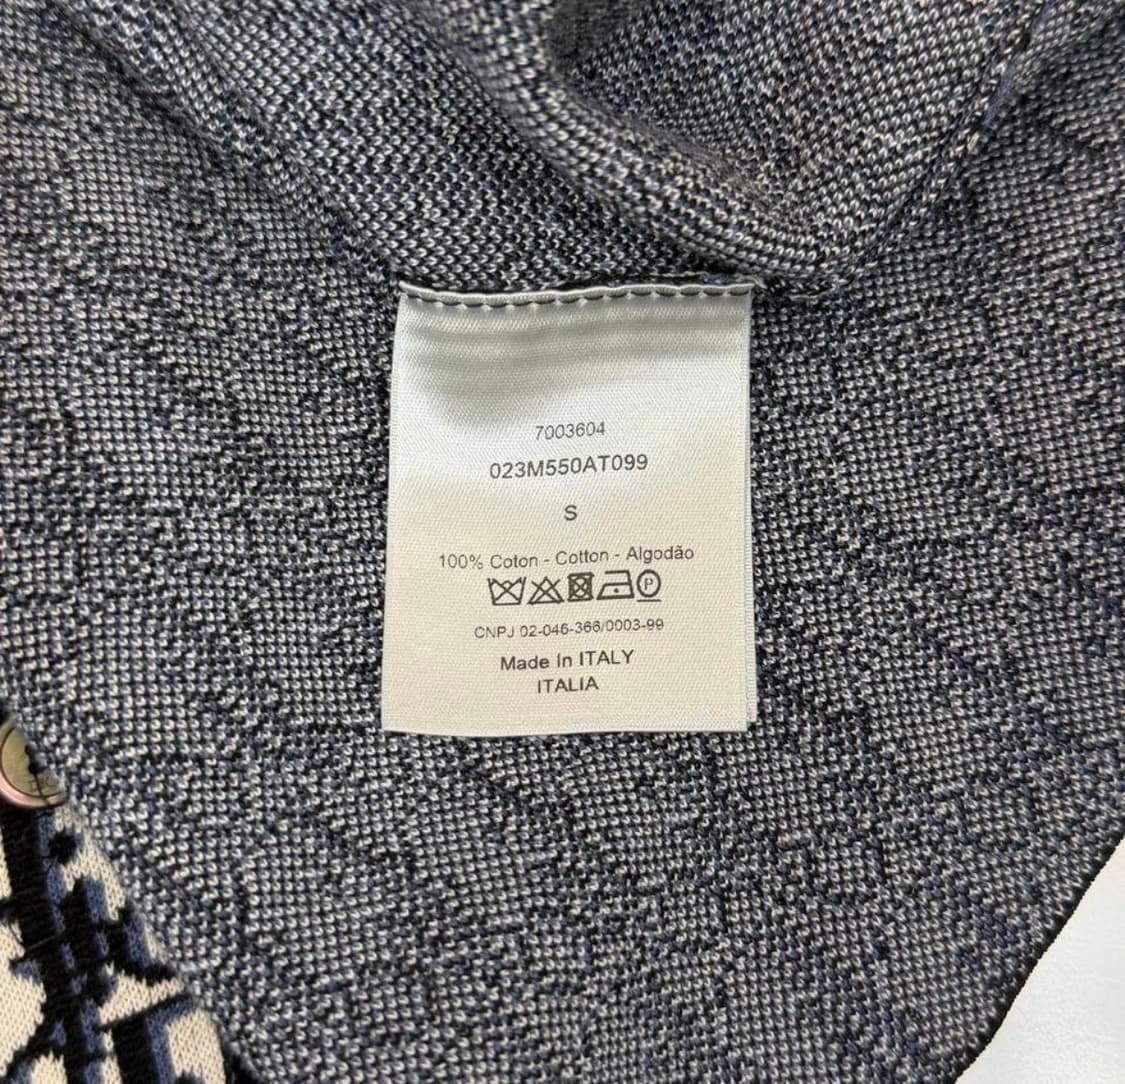 7003604
023M550AT099
S
100% Coton - Cotton - Algodão
P
CNPJ 02-046-366/0003-99
Made In ITALY
ITALIA